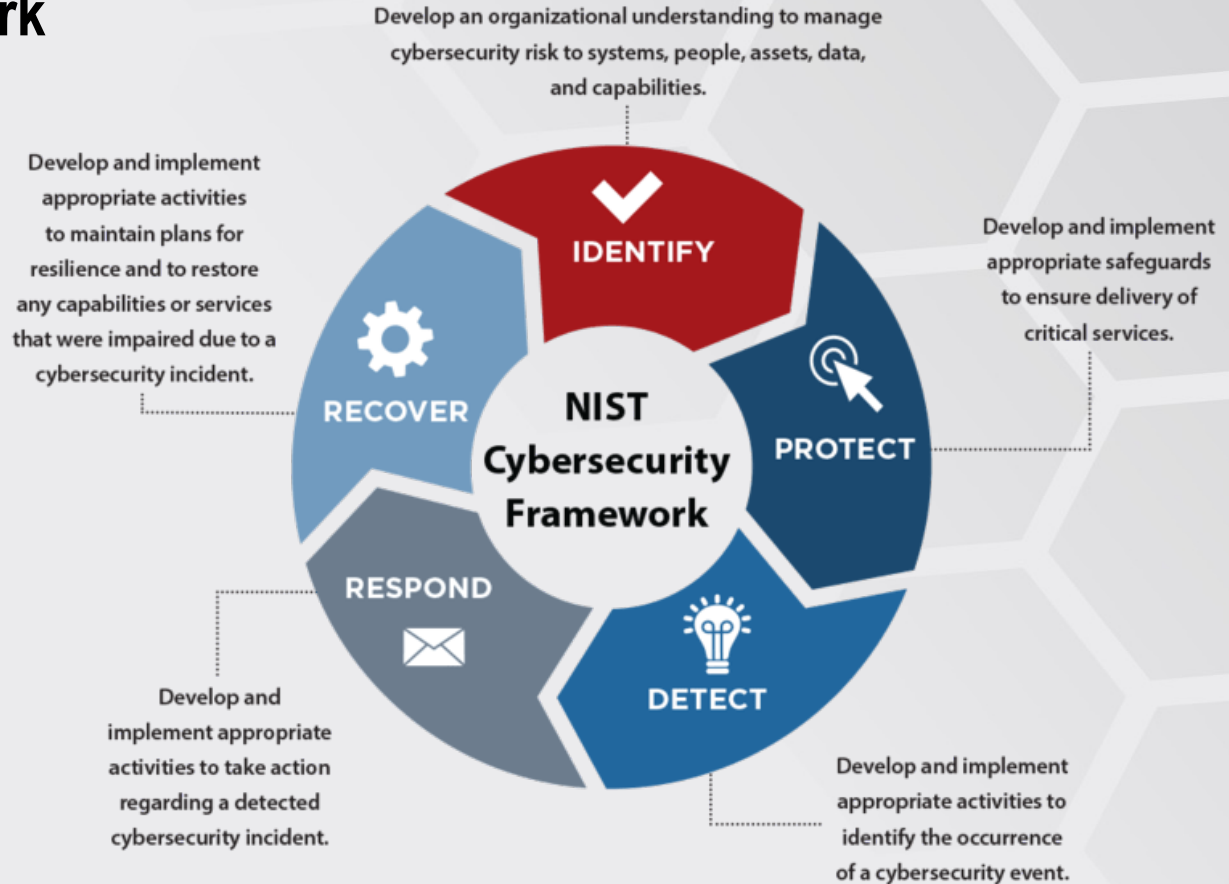 rk
Develop an organizational understanding to manage
cybersecurity risk to systems, people, assets, data,
and capabilities.
IDENTIFY
Develop and implement
appropriate safeguards
to ensure delivery of
critical services.
PROTECT
Develop and implement
appropriate activities to
identify the occurrence
of a cybersecurity event.
DETECT
Develop and
implement appropriate
activities to take action
regarding a detected
cybersecurity incident.
RESPOND
Develop and implement
appropriate activities
to maintain plans for
resilience and to restore
any capabilities or services
that were impaired due to a
cybersecurity incident.
RECOVER
NIST
Cybersecurity
Framework